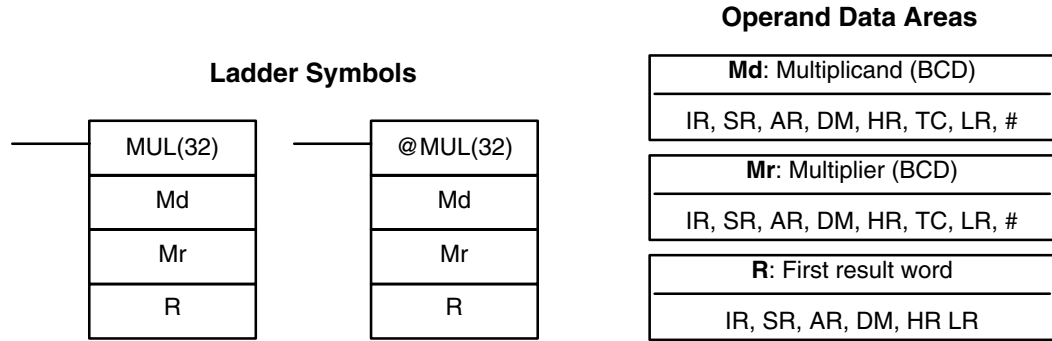 Ladder Symbols
MUL(32)
Md
Mr
R
@MUL(32)
Md
Mr
R
Operand Data Areas
Md: Multiplicand (BCD)
IR, SR, AR, DM, HR, TC, LR, #
Mr: Multiplier (BCD)
IR, SR, AR, DM, HR, TC, LR, #
R: First result word
IR, SR, AR, DM, HR LR